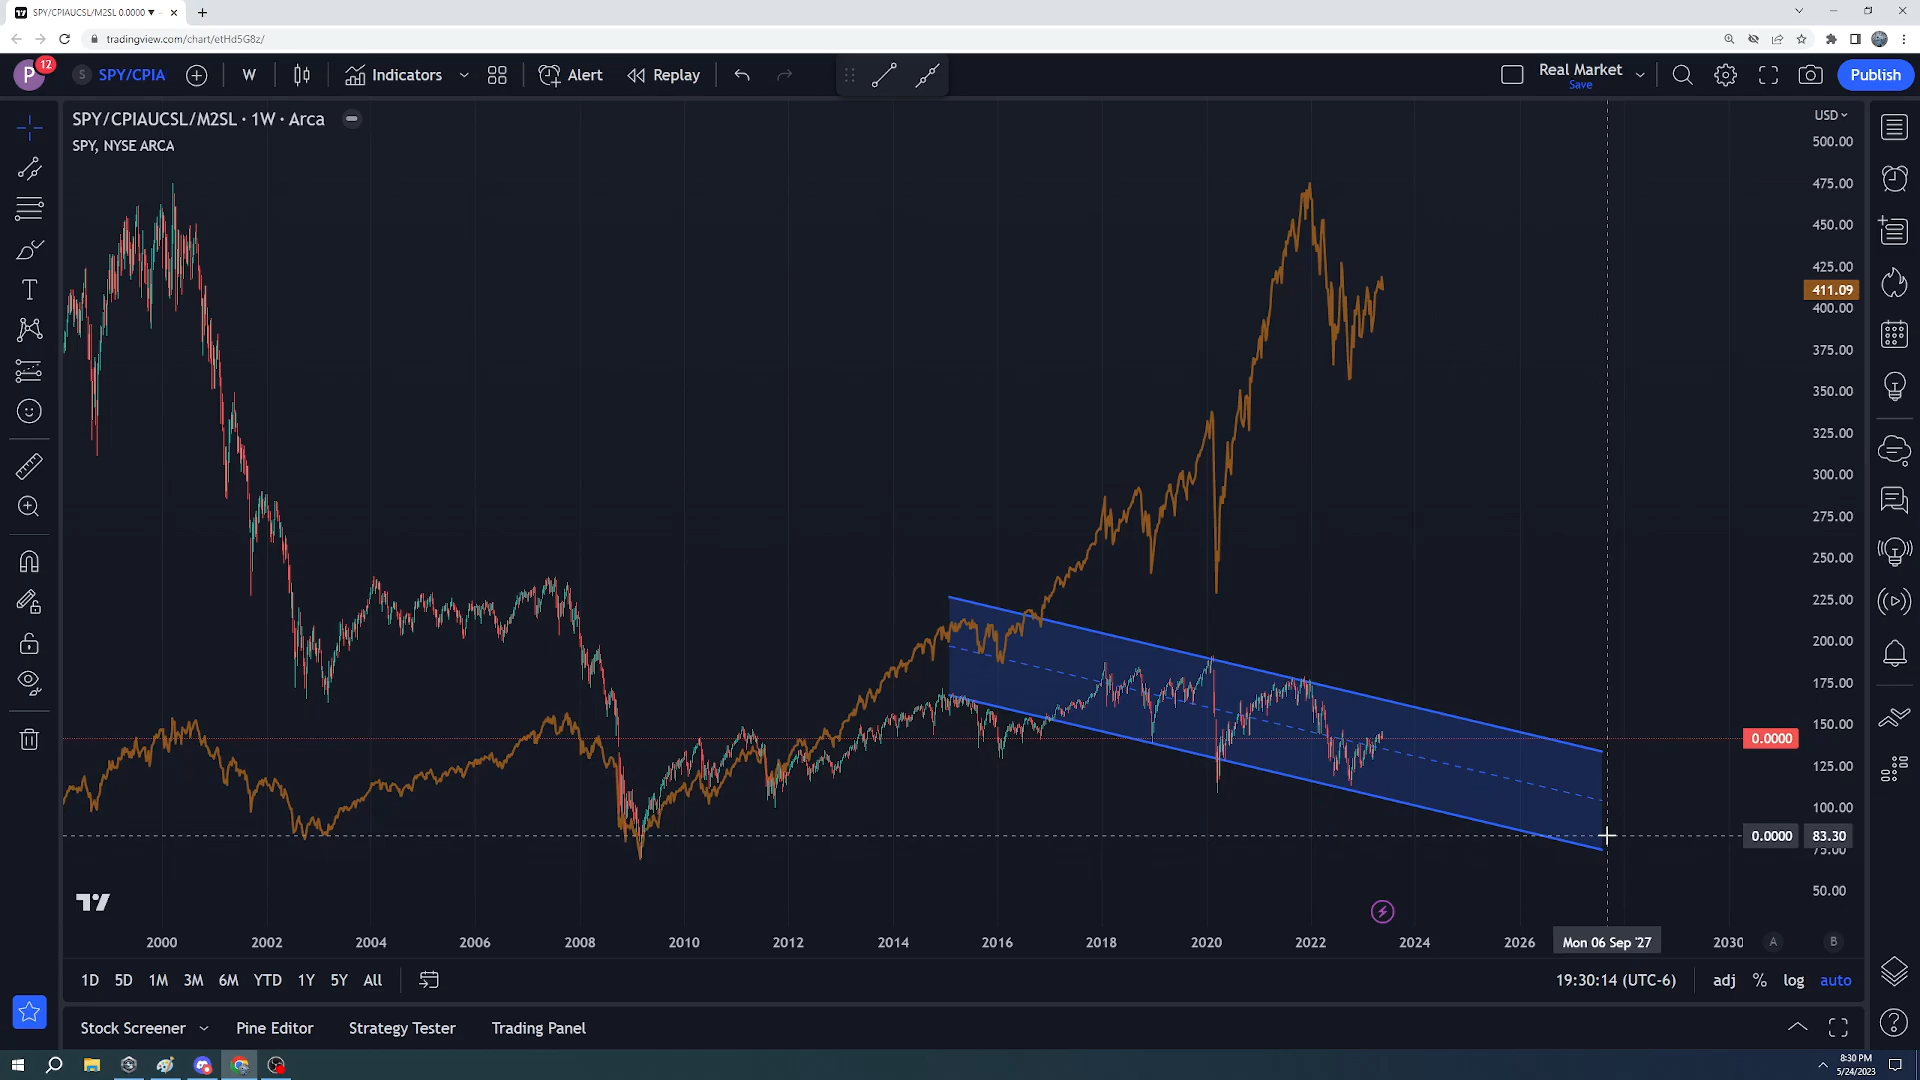 SPY/CPIAUCSL/M2SL 0.0000 ▼
tradingview.com/chart/etHd5G8z/
P 12 S SPY/CPIA W Indicators Alert Replay Real Market Save Publish
SPY/CPIAUCSL/M2SL · 1W · Arca
SPY, NYSE ARCA
USD
500.00
475.00
450.00
425.00
411.09
400.00
375.00
350.00
325.00
300.00
275.00
250.00
225.00
200.00
175.00
150.00
0.0000
125.00
100.00
0.0000 83.30
75.00
50.00
2000 2002 2004 2006 2008 2010 2012 2014 2016 2018 2020 2022 2024 2026 Mon 06 Sep '27 2030 A B
1D 5D 1M 3M 6M YTD 1Y 5Y All 19:30:14 (UTC-6) adj % log auto
Stock Screener Pine Editor Strategy Tester Trading Panel
8:30 PM
5/24/2023